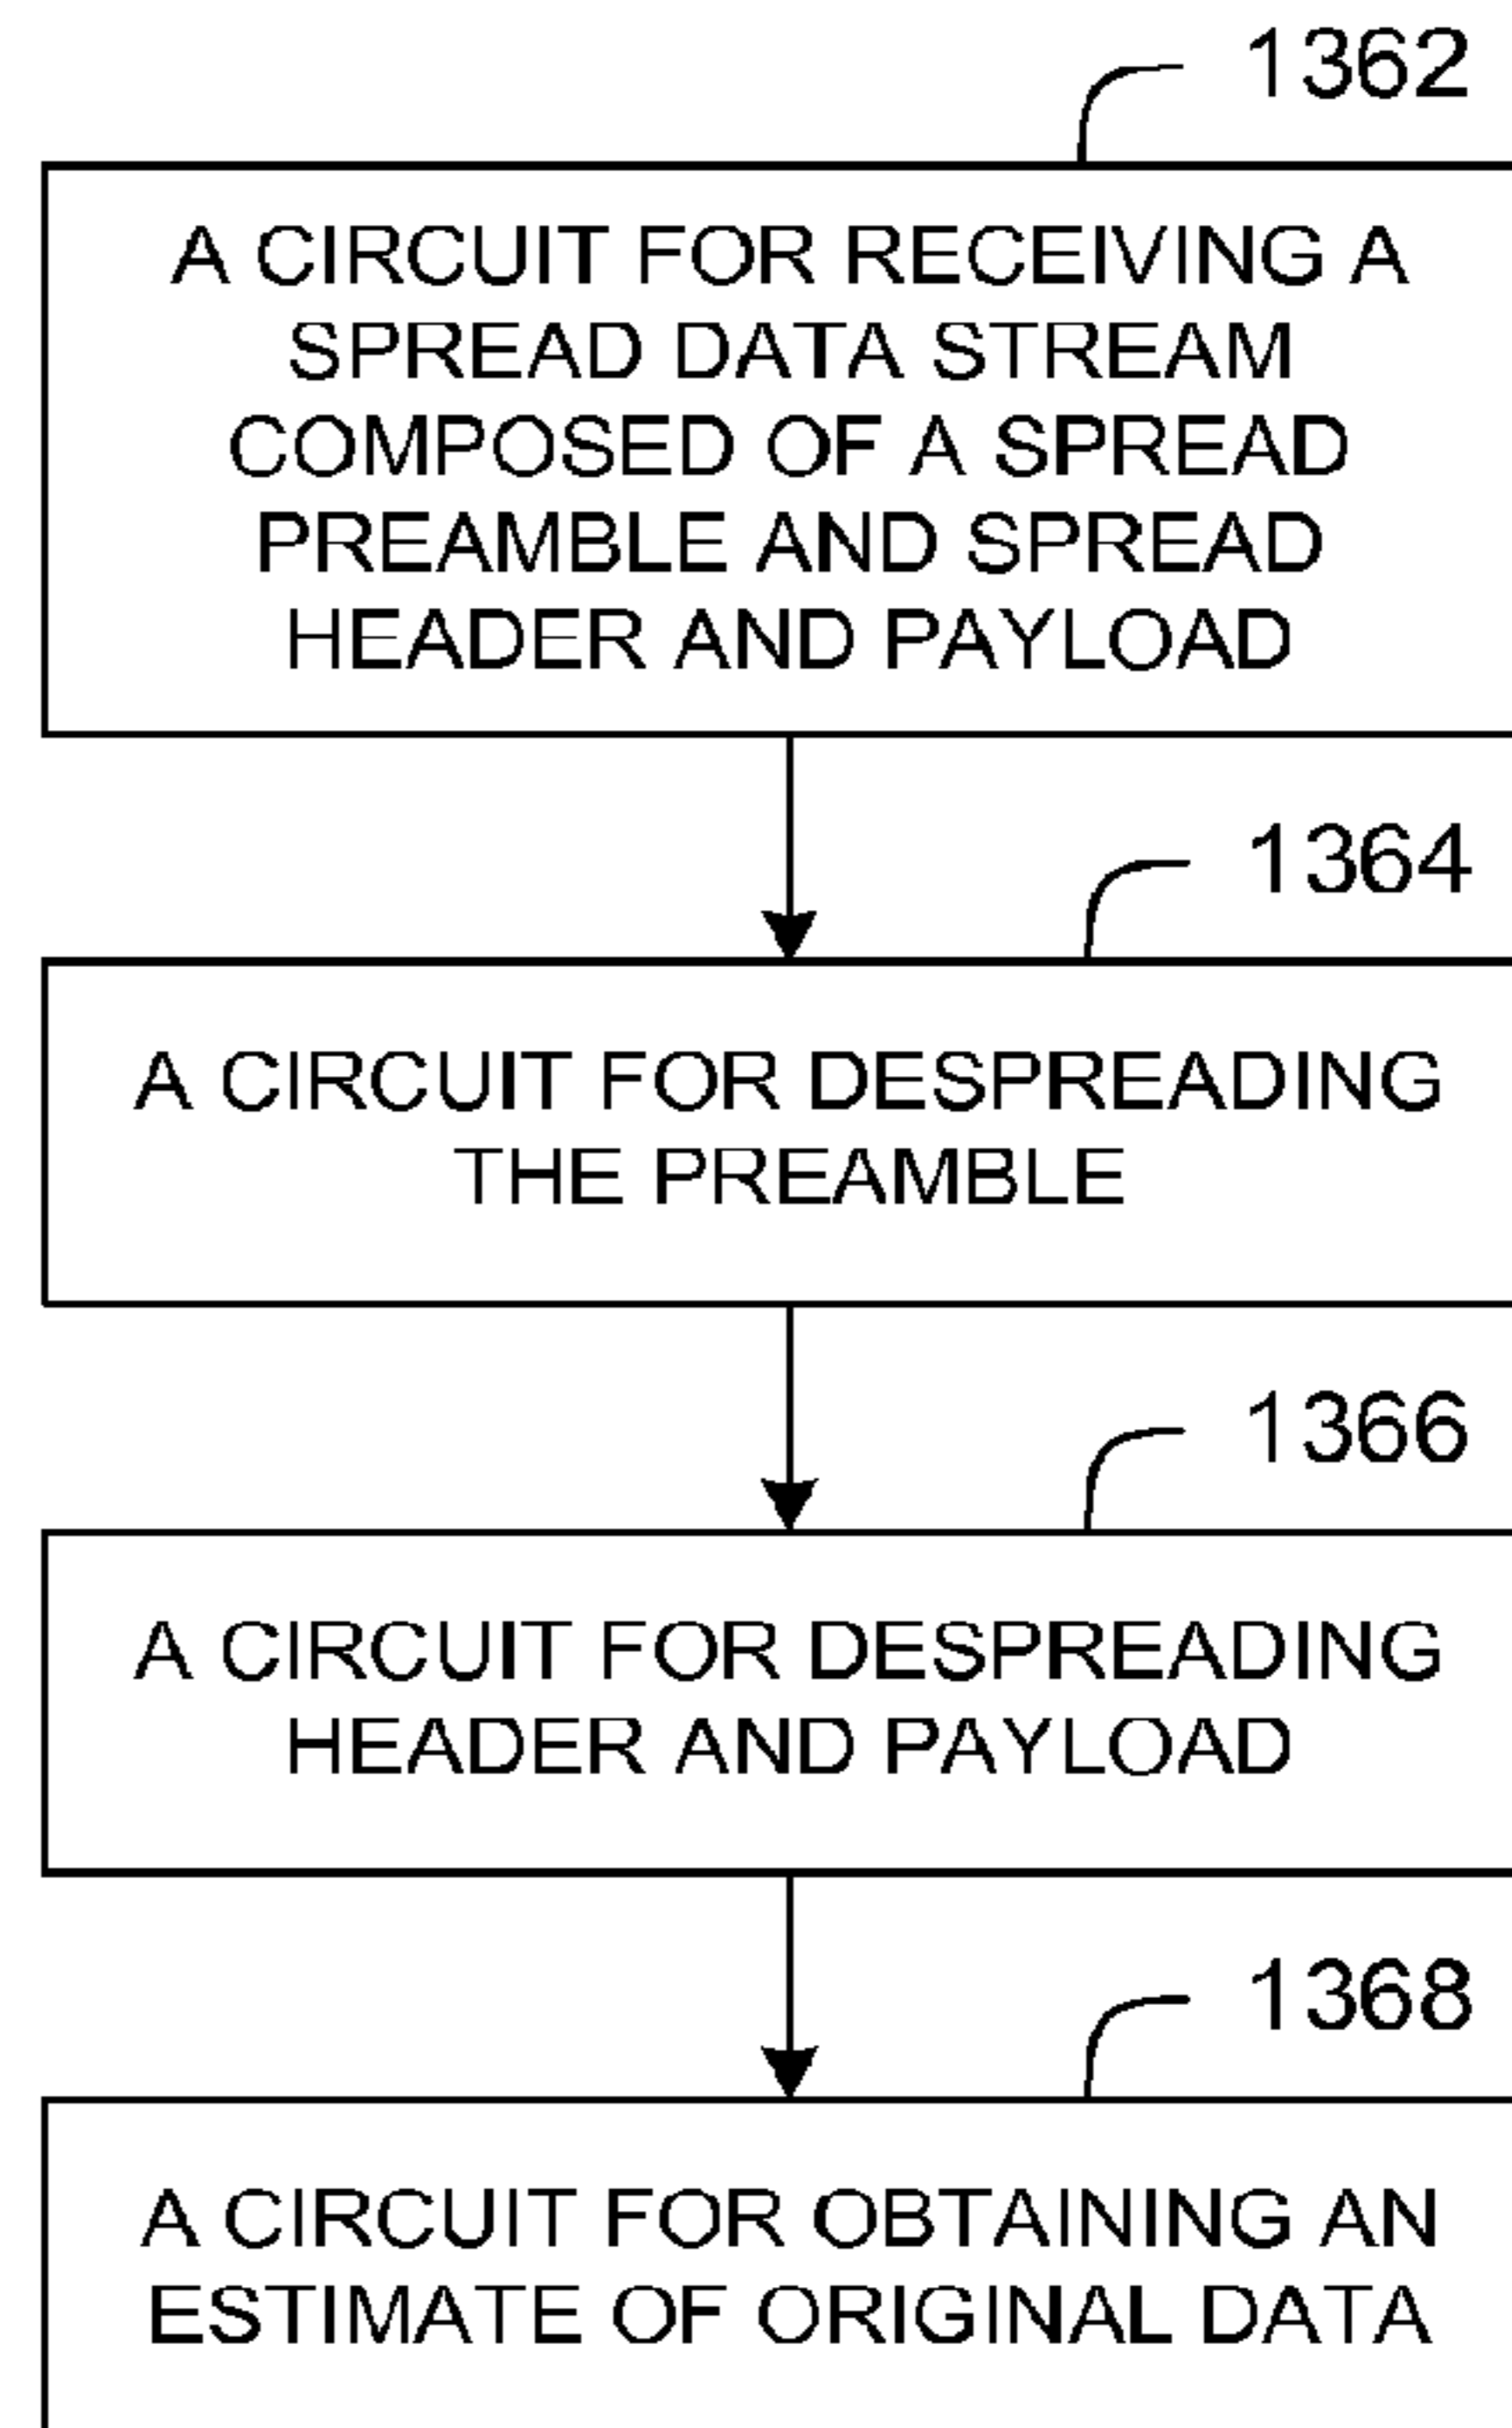 1362
A CIRCUIT FOR RECEIVING A
SPREAD DATA STREAM
COMPOSED OF A SPREAD
PREAMBLE AND SPREAD
HEADER AND PAYLOAD
1364
A CIRCUIT FOR DESPREADING
THE PREAMBLE
1366
A CIRCUIT FOR DESPREADING
HEADER AND PAYLOAD
1368
A CIRCUIT FOR OBTAINING AN
ESTIMATE OF ORIGINAL DATA